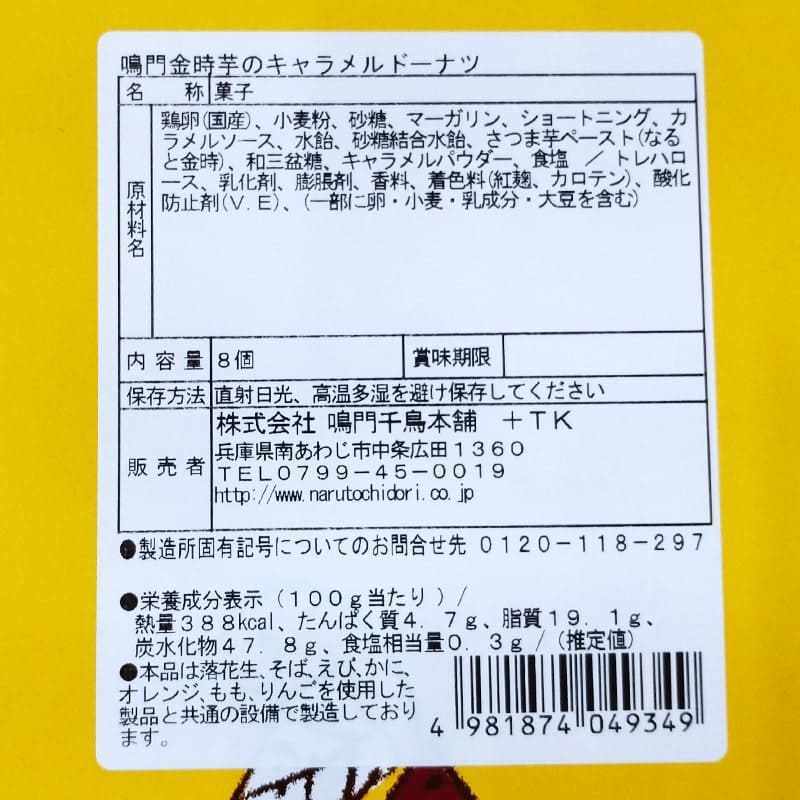 鳴門金時芋のキャラメルドーナツ
名 称 菓子
原材料名
鶏卵(国産)、小麦粉、砂糖、マーガリン、ショートニング、カ
ラメルソース、水飴、砂糖結合水飴、さつま芋ペースト(なる
と金時)、和三盆糖、キャラメルパウダー、食塩 ／トレハロ
ース、乳化剤、膨脹剤、香料、着色料(紅麹、カロテン)、酸化
防止剤(V.E)、(一部に卵・小麦・乳成分・大豆を含む)
内容量 8個 賞味期限
保存方法 直射日光、高温多湿を避け保存してください
販売者
株式会社 鳴門千鳥本舗 +TK
兵庫県南あわじ市中条広田1360
TEL0799-45-0019
http://www.narutochidori.co.jp
●製造所固有記号についてのお問合せ先 0120-118-297
●栄養成分表示(100g当たり)/
熱量388kcal、たんぱく質4.7g、脂質19.1g、
炭水化物47.8g、食塩相当量0.3g/(推定値)
●本品は落花生、そば、えび、かに、
オレンジ、もも、りんごを使用した
製品と共通の設備で製造しており
ます。
4 981874 049349